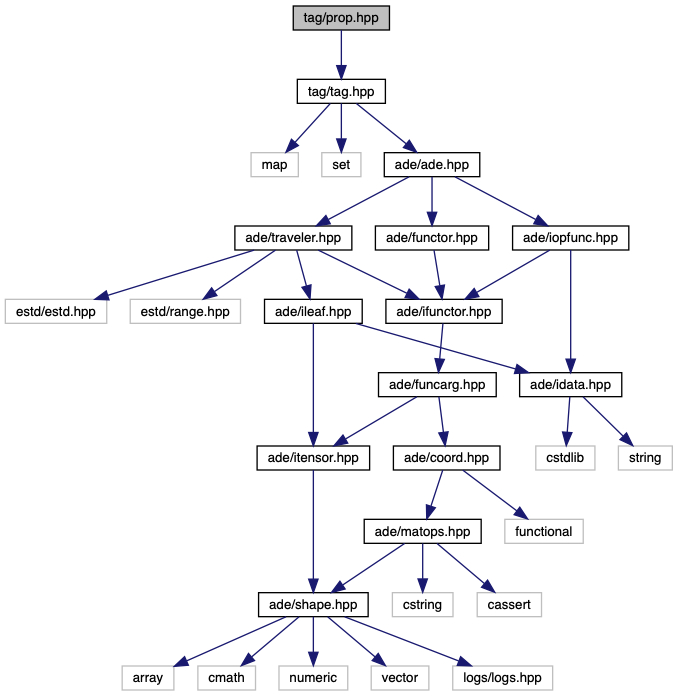 tag/prop.hpp
tag/tag.hpp
map
set
ade/ade.hpp
ade/traveler.hpp
ade/functor.hpp
ade/iopfunc.hpp
estd/estd.hpp
estd/range.hpp
ade/ileaf.hpp
ade/ifunctor.hpp
ade/funcarg.hpp
ade/idata.hpp
ade/itensor.hpp
ade/coord.hpp
cstdlib
string
ade/matops.hpp
functional
ade/shape.hpp
cstring
cassert
array
cmath
numeric
vector
logs/logs.hpp